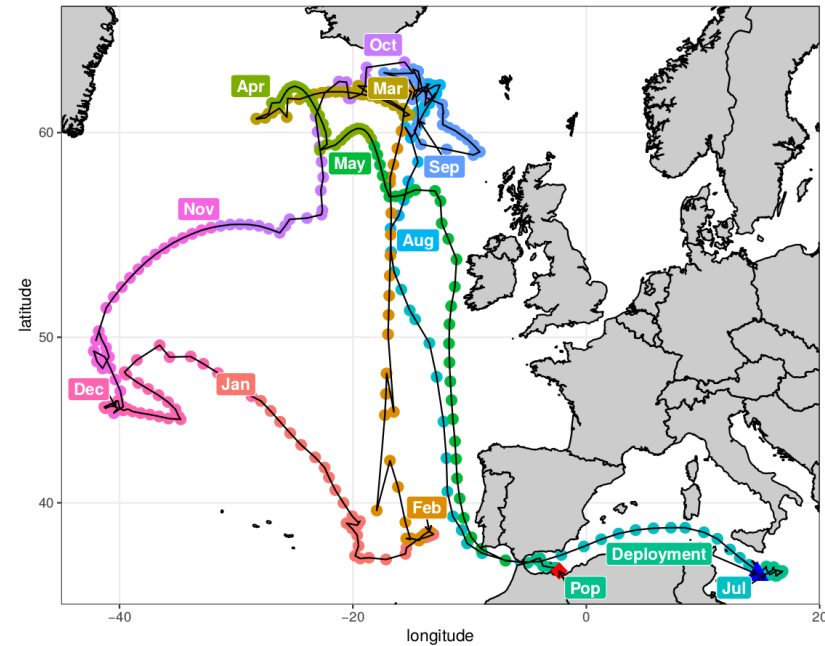 Oct
Apr
Mar
60
May
Sep
Nov
Aug
latitude
50
Dec
Jan
40
Feb
Deployment
Pop
Jul
−40
−20
0
20
longitude